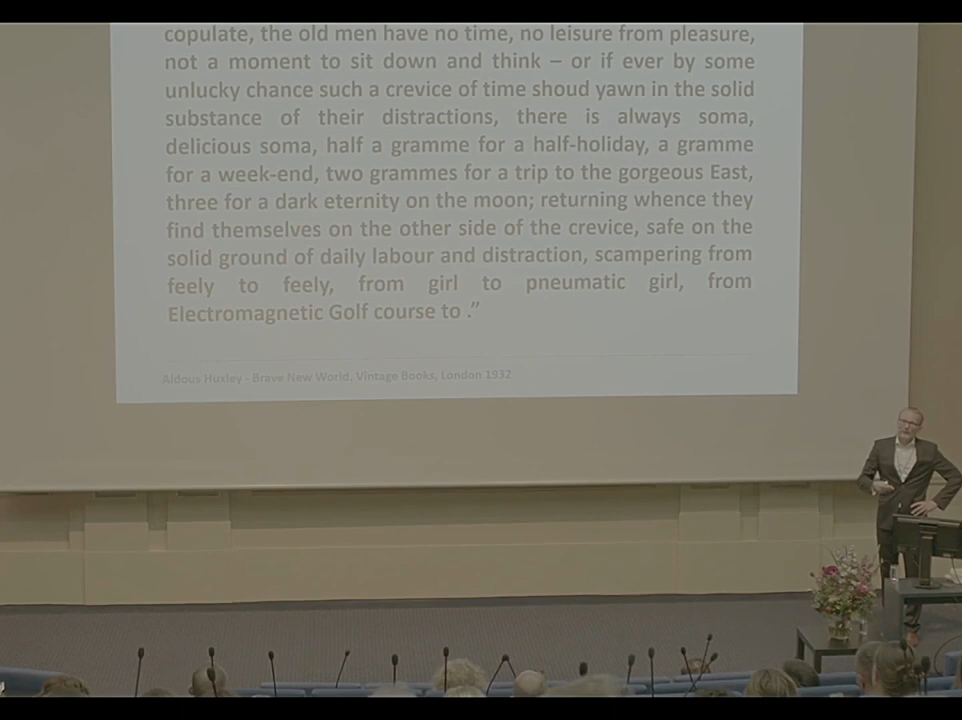 copulate, the old men have no time, no leisure from pleasure,
not a moment to sit down and think – or if ever by some
unlucky chance such a crevice of time shoud yawn in the solid
substance of their distractions, there is always soma,
delicious soma, half a gramme for a half-holiday, a gramme
for a week-end, two grammes for a trip to the gorgeous East,
three for a dark eternity on the moon; returning whence they
find themselves on the other side of the crevice, safe on the
solid ground of daily labour and distraction, scampering from
feely to feely, from girl to pneumatic girl, from
Electromagnetic Golf course to .”
Aldous Huxley - Brave New World, Vintage Books, London 1932